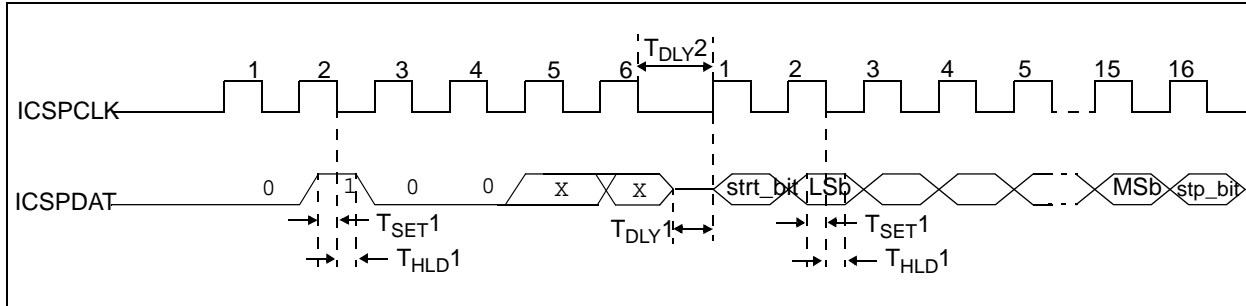 T_DLY2
1 2 3 4 5 6 1 2 3 4 5 15 16
ICSPCLK
ICSPDAT 0 1 0 0 x x strt_bit LSb MSb stp_bit
T_SET1 T_DLY1 T_SET1
T_HLD1 T_HLD1